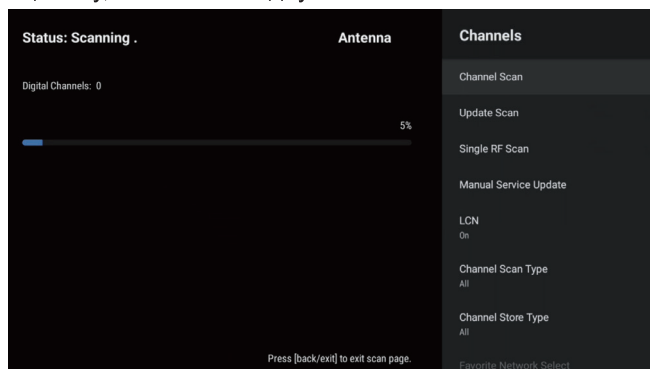 Status: Scanning .
Antenna
Digital Channels: 0
5%
Press [back/exit] to exit scan page.
Channels
Channel Scan
Update Scan
Single RF Scan
Manual Service Update
LCN
On
Channel Scan Type
All
Channel Store Type
All
Favorite Network Select